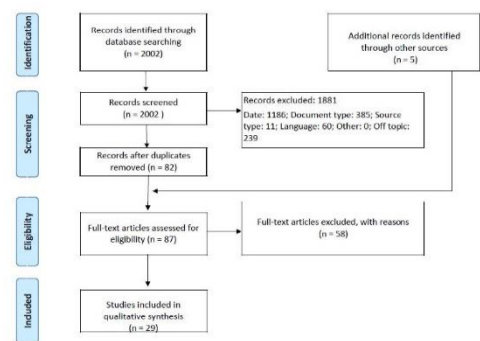 Identification
Records identified through
database searching
(n = 2002)
Additional records identified
through other sources
(n = 5)
Screening
Records screened
(n = 2002 )
Records excluded: 1881
Date: 1186; Document type: 385; Source
type: 11; Language: 60; Other: 0; Off topic:
239
Records after duplicates
removed (n = 82)
Eligibility
Full-text articles assessed for
eligibility (n = 87)
Full-text articles excluded, with reasons
(n = 58)
Included
Studies included in
qualitative synthesis
(n = 29)